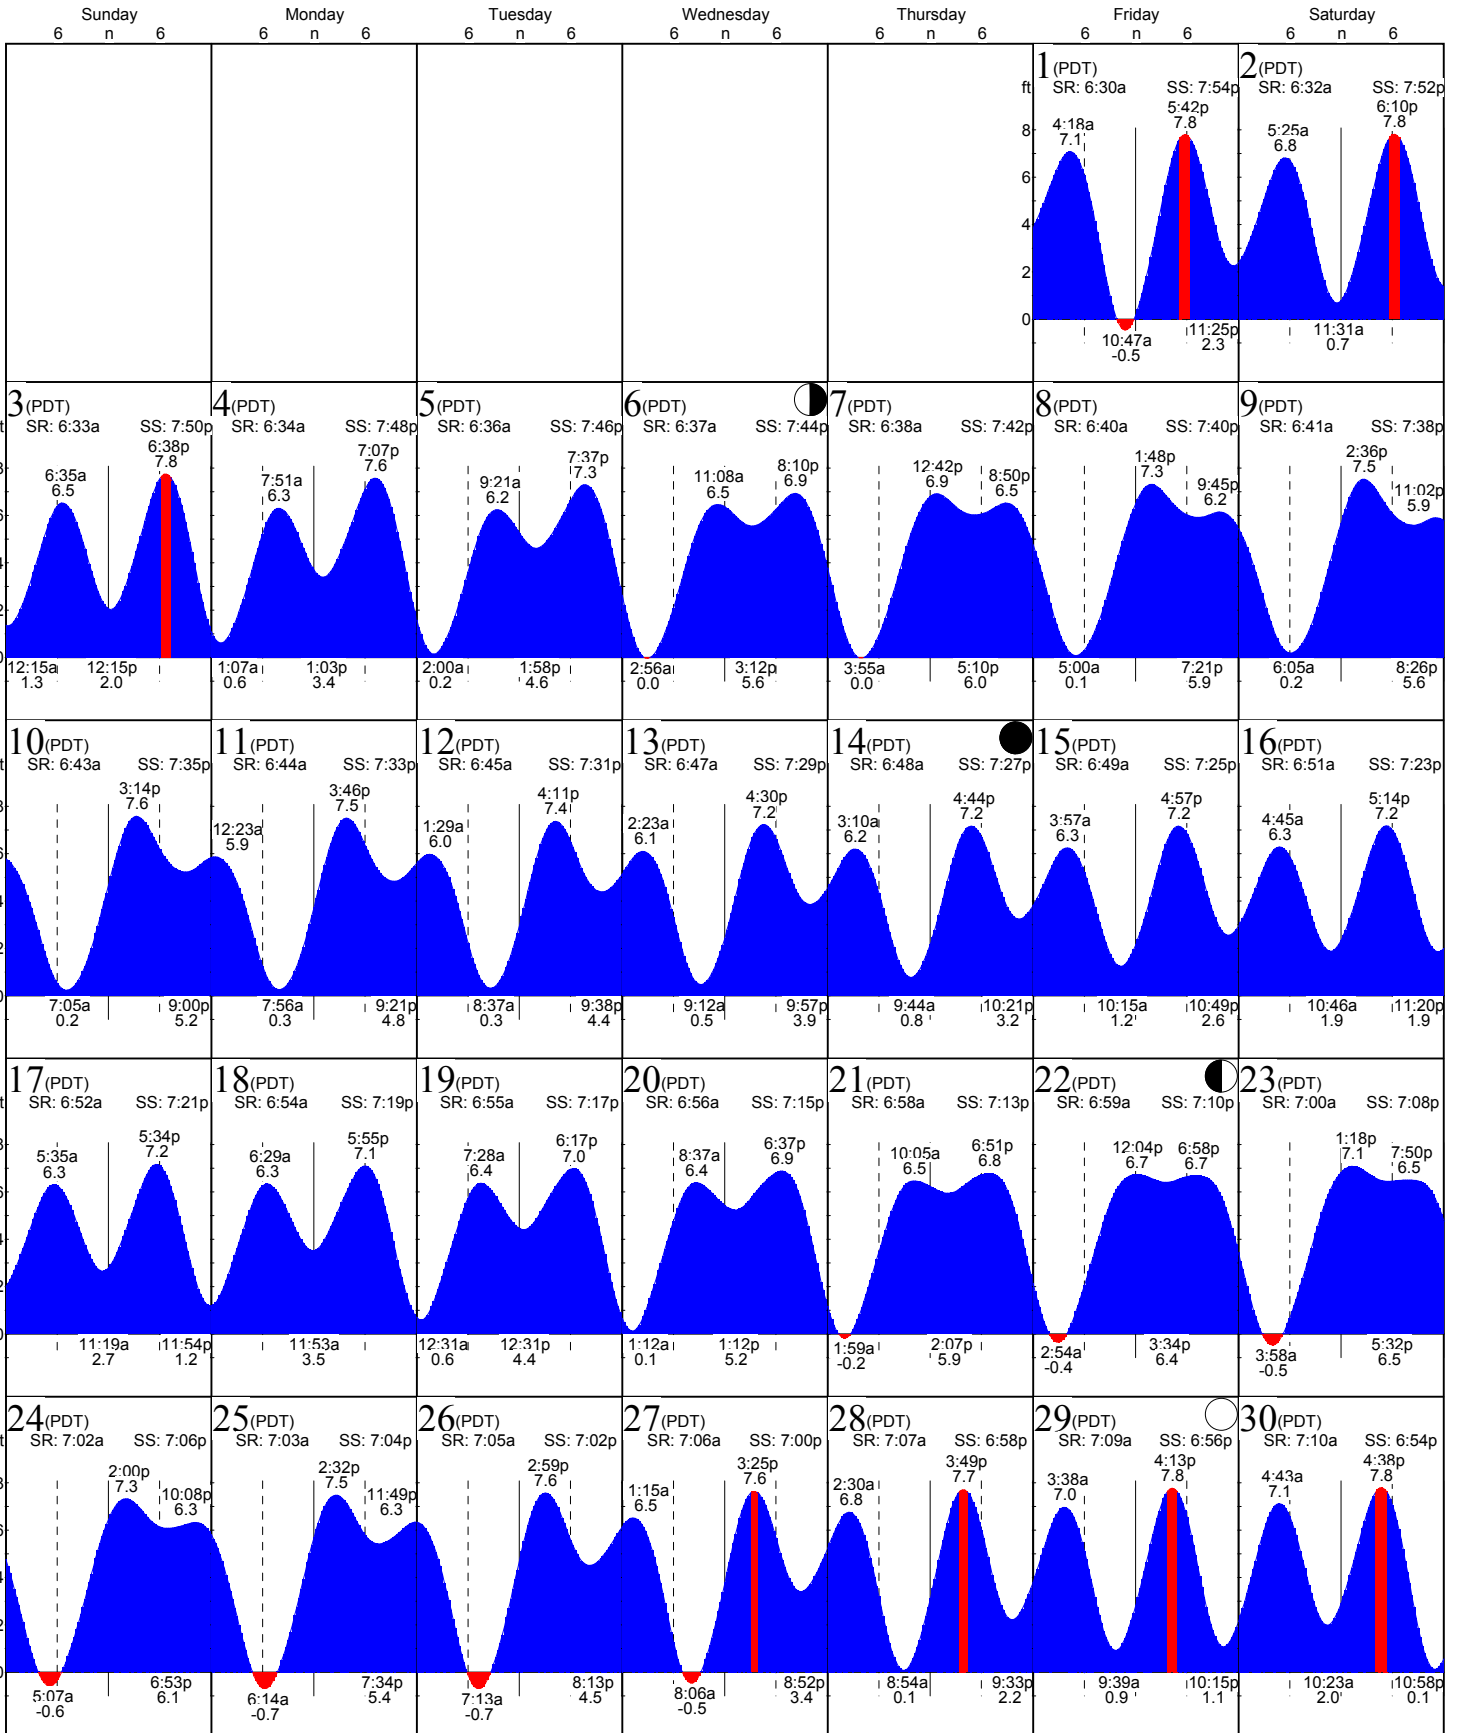 Sunday Monday Tuesday Wednesday Thursday Friday Saturday
6 n 6 6 n 6 6 n 6 6 n 6 6 n 6 6 n 6 6 n 6
1(PDT) 2(PDT)
ft SR: 6:30a SS: 7:54p SR: 6:32a SS: 7:52p
4:18a 5:42p 5:25a 6:10p
7.1 7.8 6.8 7.8
8
6
4
2
0
10:47a 11:25p 11:31a
-0.5 2.3 0.7
3(PDT) 4(PDT) 5(PDT) 6(PDT) 7(PDT) 8(PDT) 9(PDT)
SR: 6:33a SS: 7:50p SR: 6:34a SS: 7:48p SR: 6:36a SS: 7:46p SR: 6:37a SS: 7:44p SR: 6:38a SS: 7:42p SR: 6:40a SS: 7:40p SR: 6:41a SS: 7:38p
6:35a 6:38p 7:51a 7:07p 9:21a 7:37p 11:08a 8:10p 12:42p 8:50p 1:48p 9:45p 2:36p 11:02p
6.5 7.8 6.3 7.6 6.2 7.3 6.5 6.9 6.9 6.5 7.3 6.2 7.5 5.9
12:15a 12:15p 1:07a 1:03p 2:00a 1:58p 2:56a 3:12p 3:55a 5:10p 5:00a 7:21p 6:05a 8:26p
1.3 2.0 0.6 3.4 0.2 4.6 0.0 5.6 0.0 6.0 0.1 5.9 0.2 5.6
10(PDT) 11(PDT) 12(PDT) 13(PDT) 14(PDT) 15(PDT) 16(PDT)
SR: 6:43a SS: 7:35p SR: 6:44a SS: 7:33p SR: 6:45a SS: 7:31p SR: 6:47a SS: 7:29p SR: 6:48a SS: 7:27p SR: 6:49a SS: 7:25p SR: 6:51a SS: 7:23p
3:14p 12:23a 3:46p 1:29a 4:11p 2:23a 4:30p 3:10a 4:44p 3:57a 4:57p 4:45a 5:14p
7.6 5.9 7.5 6.0 7.4 6.1 7.2 6.2 7.2 6.3 7.2 6.3 7.2
7:05a 9:00p 7:56a 9:21p 8:37a 9:38p 9:12a 9:57p 9:44a 10:21p 10:15a 10:49p 10:46a 11:20p
0.2 5.2 0.3 4.8 0.3 4.4 0.5 3.9 0.8 3.2 1.2 2.6 1.9 1.9
17(PDT) 18(PDT) 19(PDT) 20(PDT) 21(PDT) 22(PDT) 23(PDT)
SR: 6:52a SS: 7:21p SR: 6:54a SS: 7:19p SR: 6:55a SS: 7:17p SR: 6:56a SS: 7:15p SR: 6:58a SS: 7:13p SR: 6:59a SS: 7:10p SR: 7:00a SS: 7:08p
5:35a 5:34p 6:29a 5:55p 7:28a 6:17p 8:37a 6:37p 10:05a 6:51p 12:04p 6:58p 1:18p 7:50p
6.3 7.2 6.3 7.1 6.4 7.0 6.4 6.9 6.5 6.8 6.7 6.7 7.1 6.5
11:19a 11:54p 11:53a 12:31a 12:31p 1:12a 1:12p 1:59a 2:07p 2:54a 3:34p 3:58a 5:32p
2.7 1.2 3.5 0.6 4.4 0.1 5.2 -0.2 5.9 -0.4 6.4 -0.5 6.5
24(PDT) 25(PDT) 26(PDT) 27(PDT) 28(PDT) 29(PDT) 30(PDT)
SR: 7:02a SS: 7:06p SR: 7:03a SS: 7:04p SR: 7:05a SS: 7:02p SR: 7:06a SS: 7:00p SR: 7:07a SS: 6:58p SR: 7:09a SS: 6:56p SR: 7:10a SS: 6:54p
2:00p 10:08p 2:32p 11:49p 2:59p 1:15a 3:25p 2:30a 3:49p 3:38a 4:13p 4:43a 4:38p
7.3 6.3 7.5 6.3 7.6 6.5 7.6 6.8 7.7 7.0 7.8 7.1 7.8
5:07a 6:53p 6:14a 7:34p 7:13a 8:13p 8:06a 8:52p 8:54a 9:33p 9:39a 10:15p 10:23a 10:58p
-0.6 6.1 -0.7 5.4 -0.7 4.5 -0.5 3.4 0.1 2.2 0.9 1.1 2.0 0.1